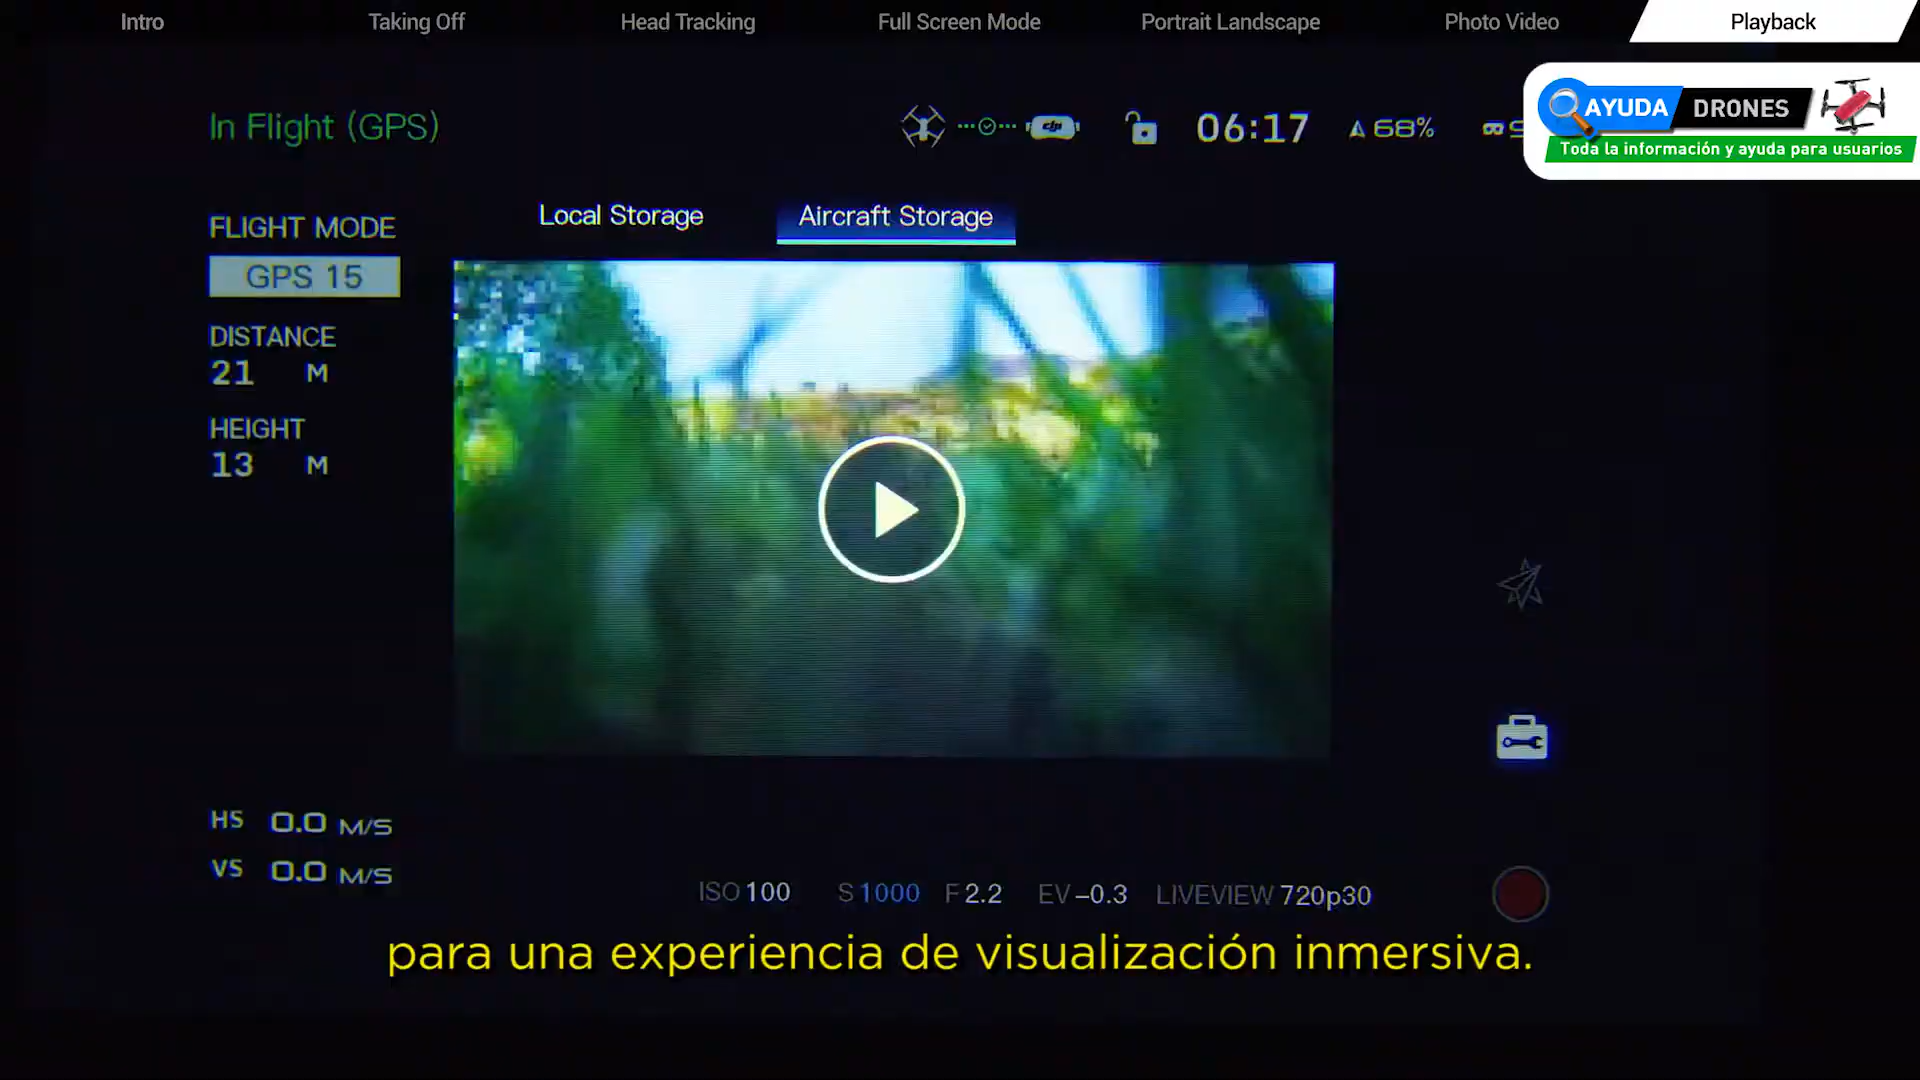 Intro
Taking Off
Head Tracking
Full Screen Mode
Portrait Landscape
Photo Video
Playback
AYUDA DRONES
Toda la información y ayuda para usuarios
In Flight (GPS)
dji
06:17
68%
Local Storage
Aircraft Storage
FLIGHT MODE
GPS 15
DISTANCE
21 M
HEIGHT
13 M
HS 0.0 M/S
VS 0.0 M/S
ISO 100 S 1000 F 2.2 EV -0.3 LIVEVIEW 720p30
para una experiencia de visualización inmersiva.